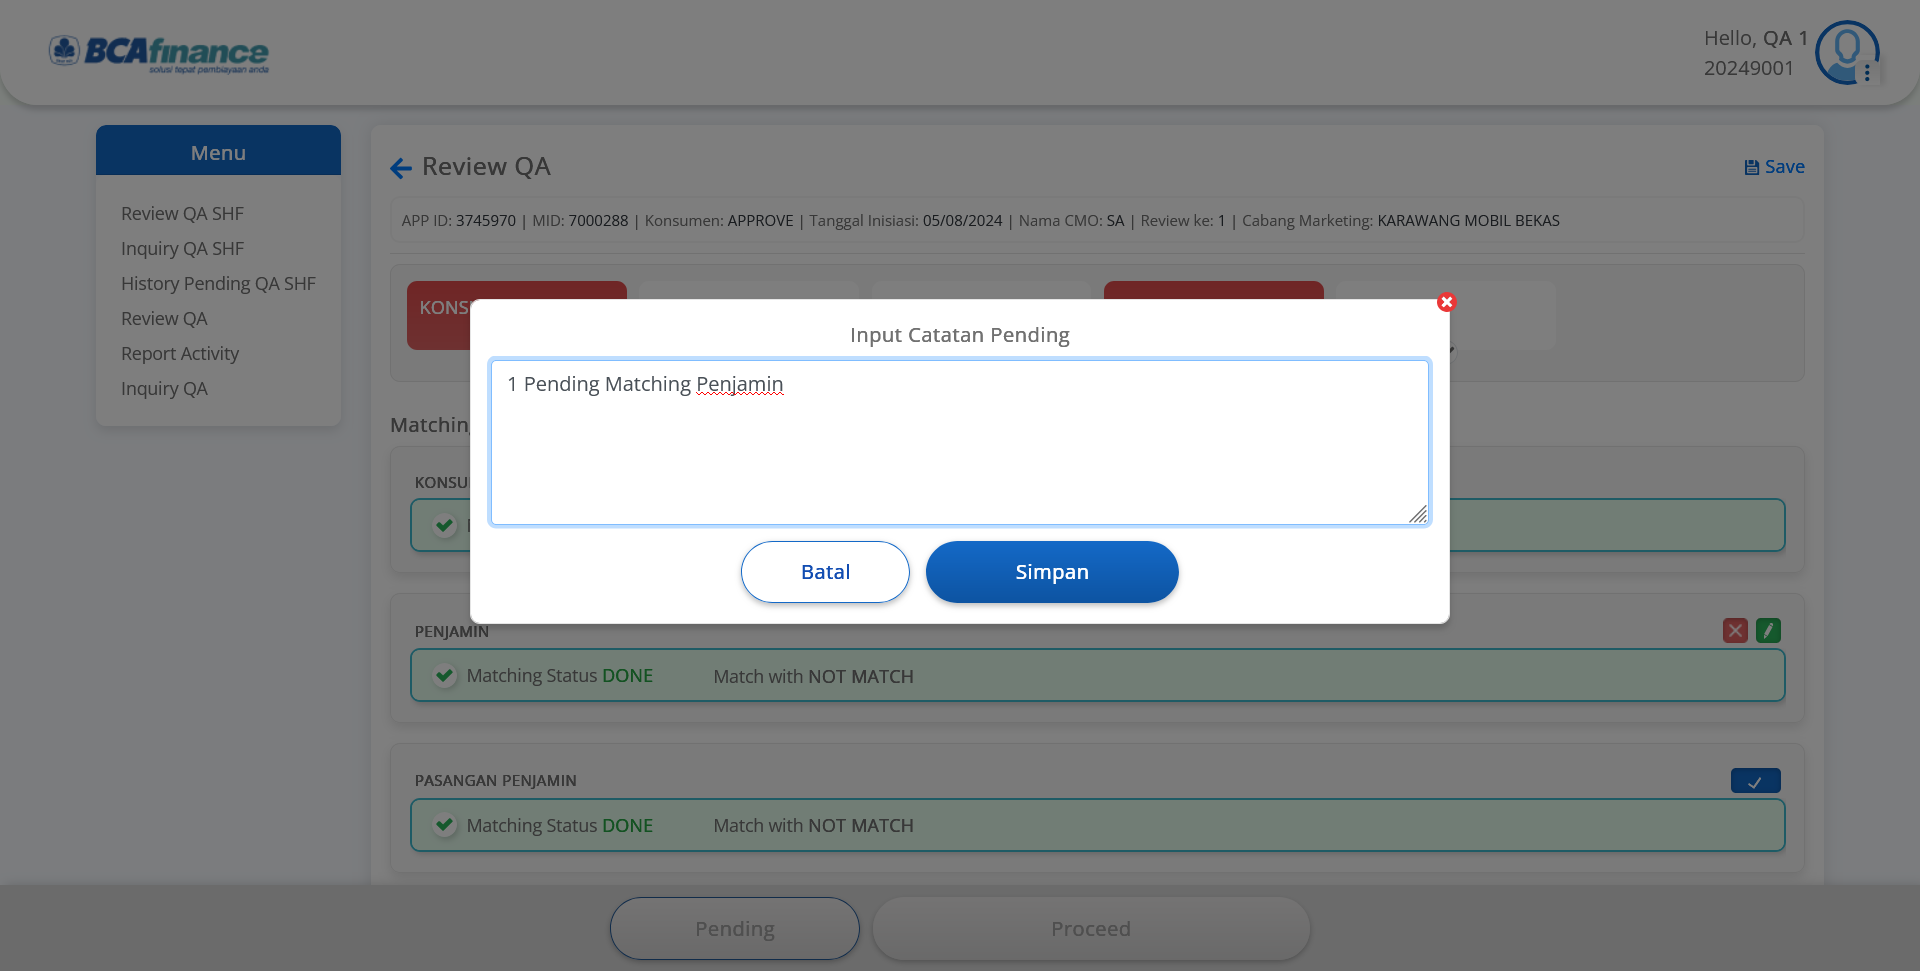 BCAfinance
solusi tepat pembiayaan anda
Hello, QA 1
20249001
Menu
Review QA SHF
Inquiry QA SHF
History Pending QA SHF
Review QA
Report Activity
Inquiry QA
Review QA
Save
APP ID: 3745970 | MID: 7000288 | Konsumen: APPROVE | Tanggal Inisiasi: 05/08/2024 | Nama CMO: SA | Review ke: 1 | Cabang Marketing: KARAWANG MOBIL BEKAS
Input Catatan Pending
1 Pending Matching Penjamin
Batal
Simpan
Matching
PENJAMIN
Matching Status DONE
Match with NOT MATCH
PASANGAN PENJAMIN
Matching Status DONE
Match with NOT MATCH
Pending
Proceed